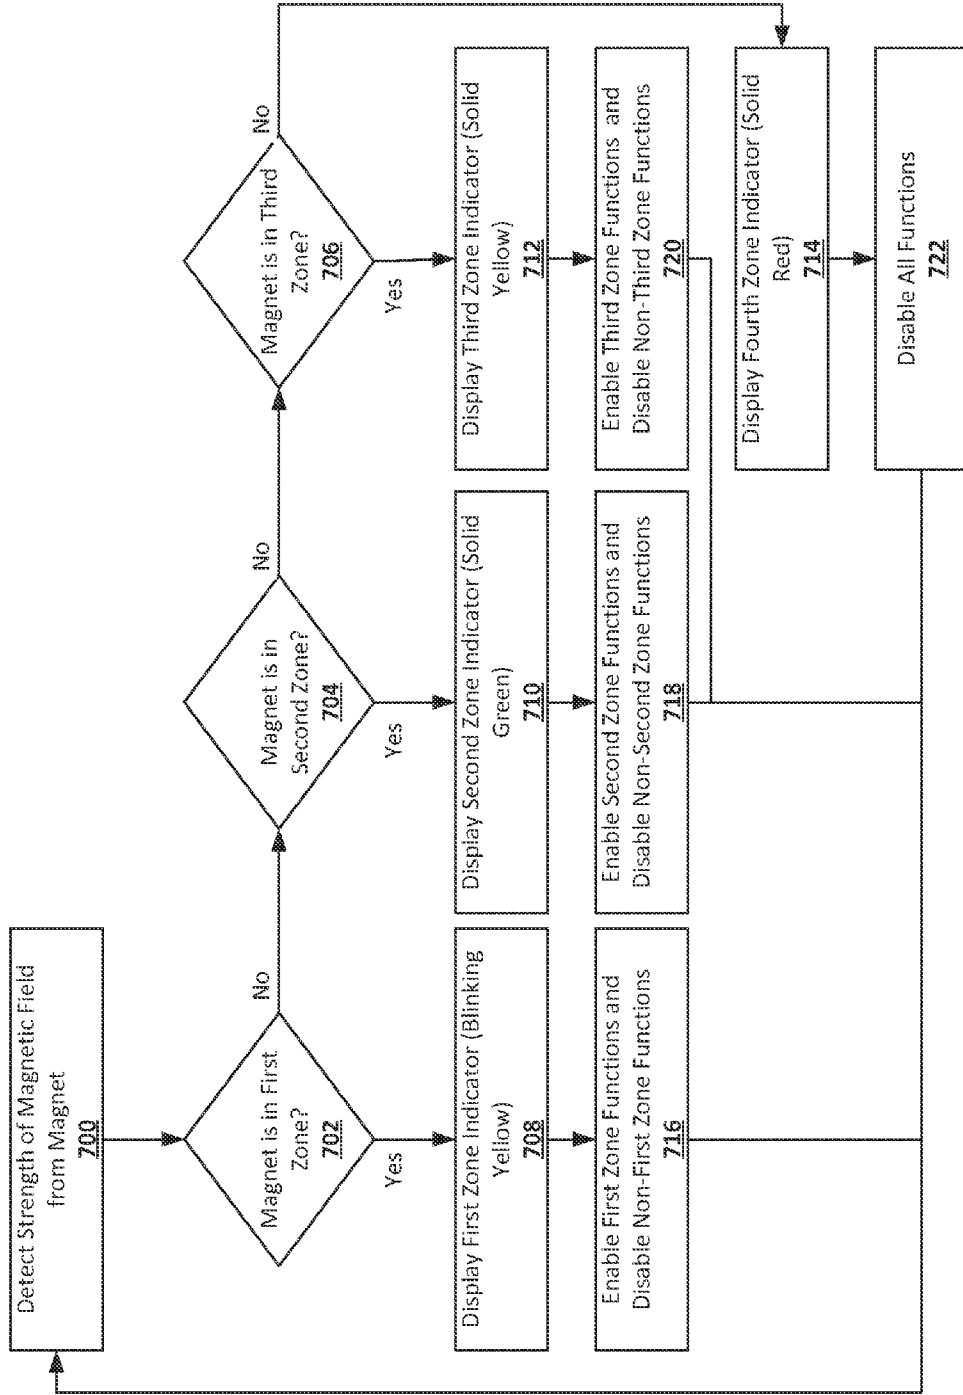 Detect Strength of Magnetic Field
from Magnet
700
Magnet is in First
Zone?
702
No
Yes
Magnet is in
Second Zone?
704
No
Yes
Magnet is in Third
Zone?
706
No
Yes
Display First Zone Indicator (Blinking
Yellow)
708
Display Second Zone Indicator (Solid
Green)
710
Display Third Zone Indicator (Solid
Yellow)
712
Enable First Zone Functions and
Disable Non-First Zone Functions
716
Enable Second Zone Functions and
Disable Non-Second Zone Functions
718
Enable Third Zone Functions and
Disable Non-Third Zone Functions
720
Display Fourth Zone Indicator (Solid
Red)
714
Disable All Functions
722